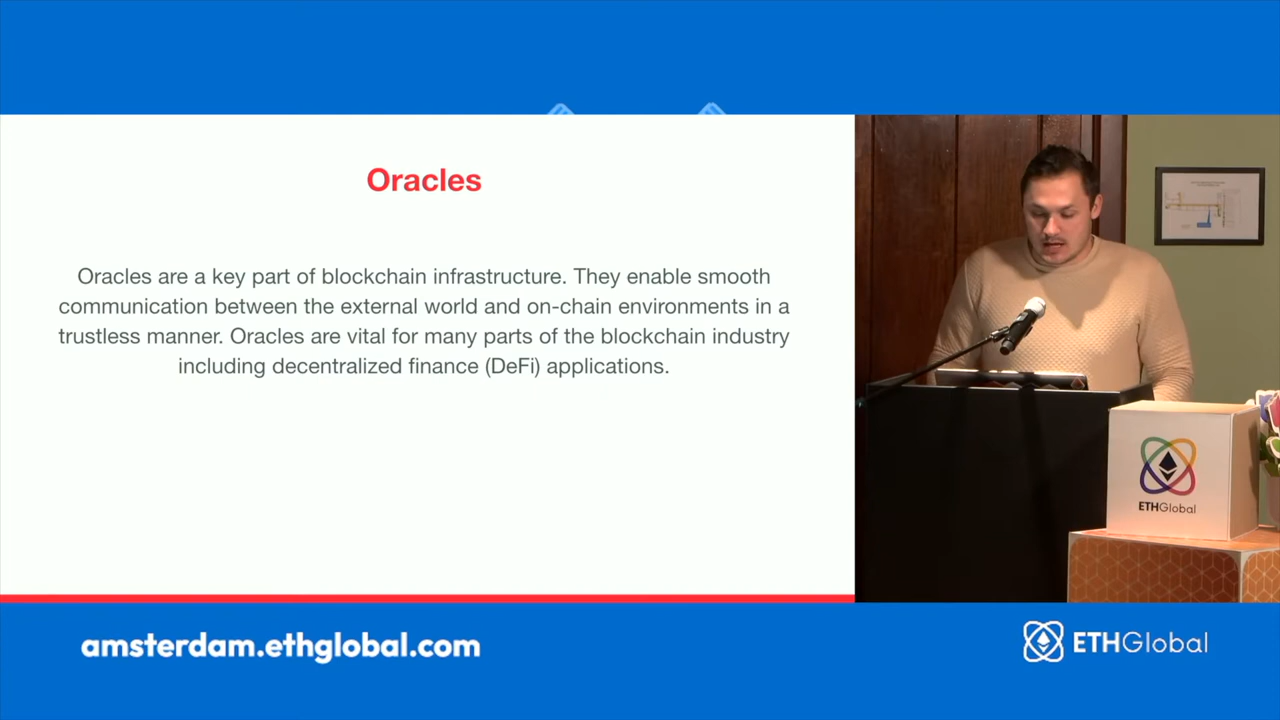 Oracles
Oracles are a key part of blockchain infrastructure. They enable smooth
communication between the external world and on-chain environments in a
trustless manner. Oracles are vital for many parts of the blockchain industry
including decentralized finance (DeFi) applications.
ETHGlobal
amsterdam.ethglobal.com
ETHGlobal